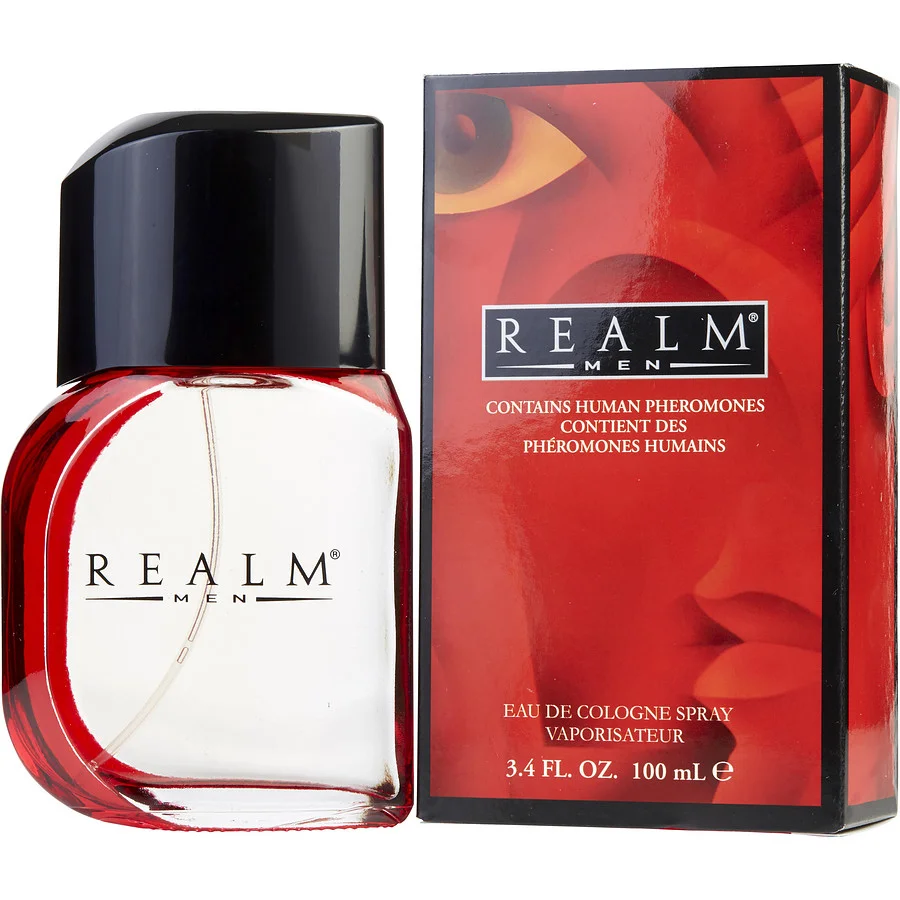 REALM®
MEN
REALM®
MEN
CONTAINS HUMAN PHEROMONES
CONTIENT DES
PHÉROMONES HUMAINS
EAU DE COLOGNE SPRAY
VAPORISATEUR
3.4 FL. OZ. 100 mL ℮